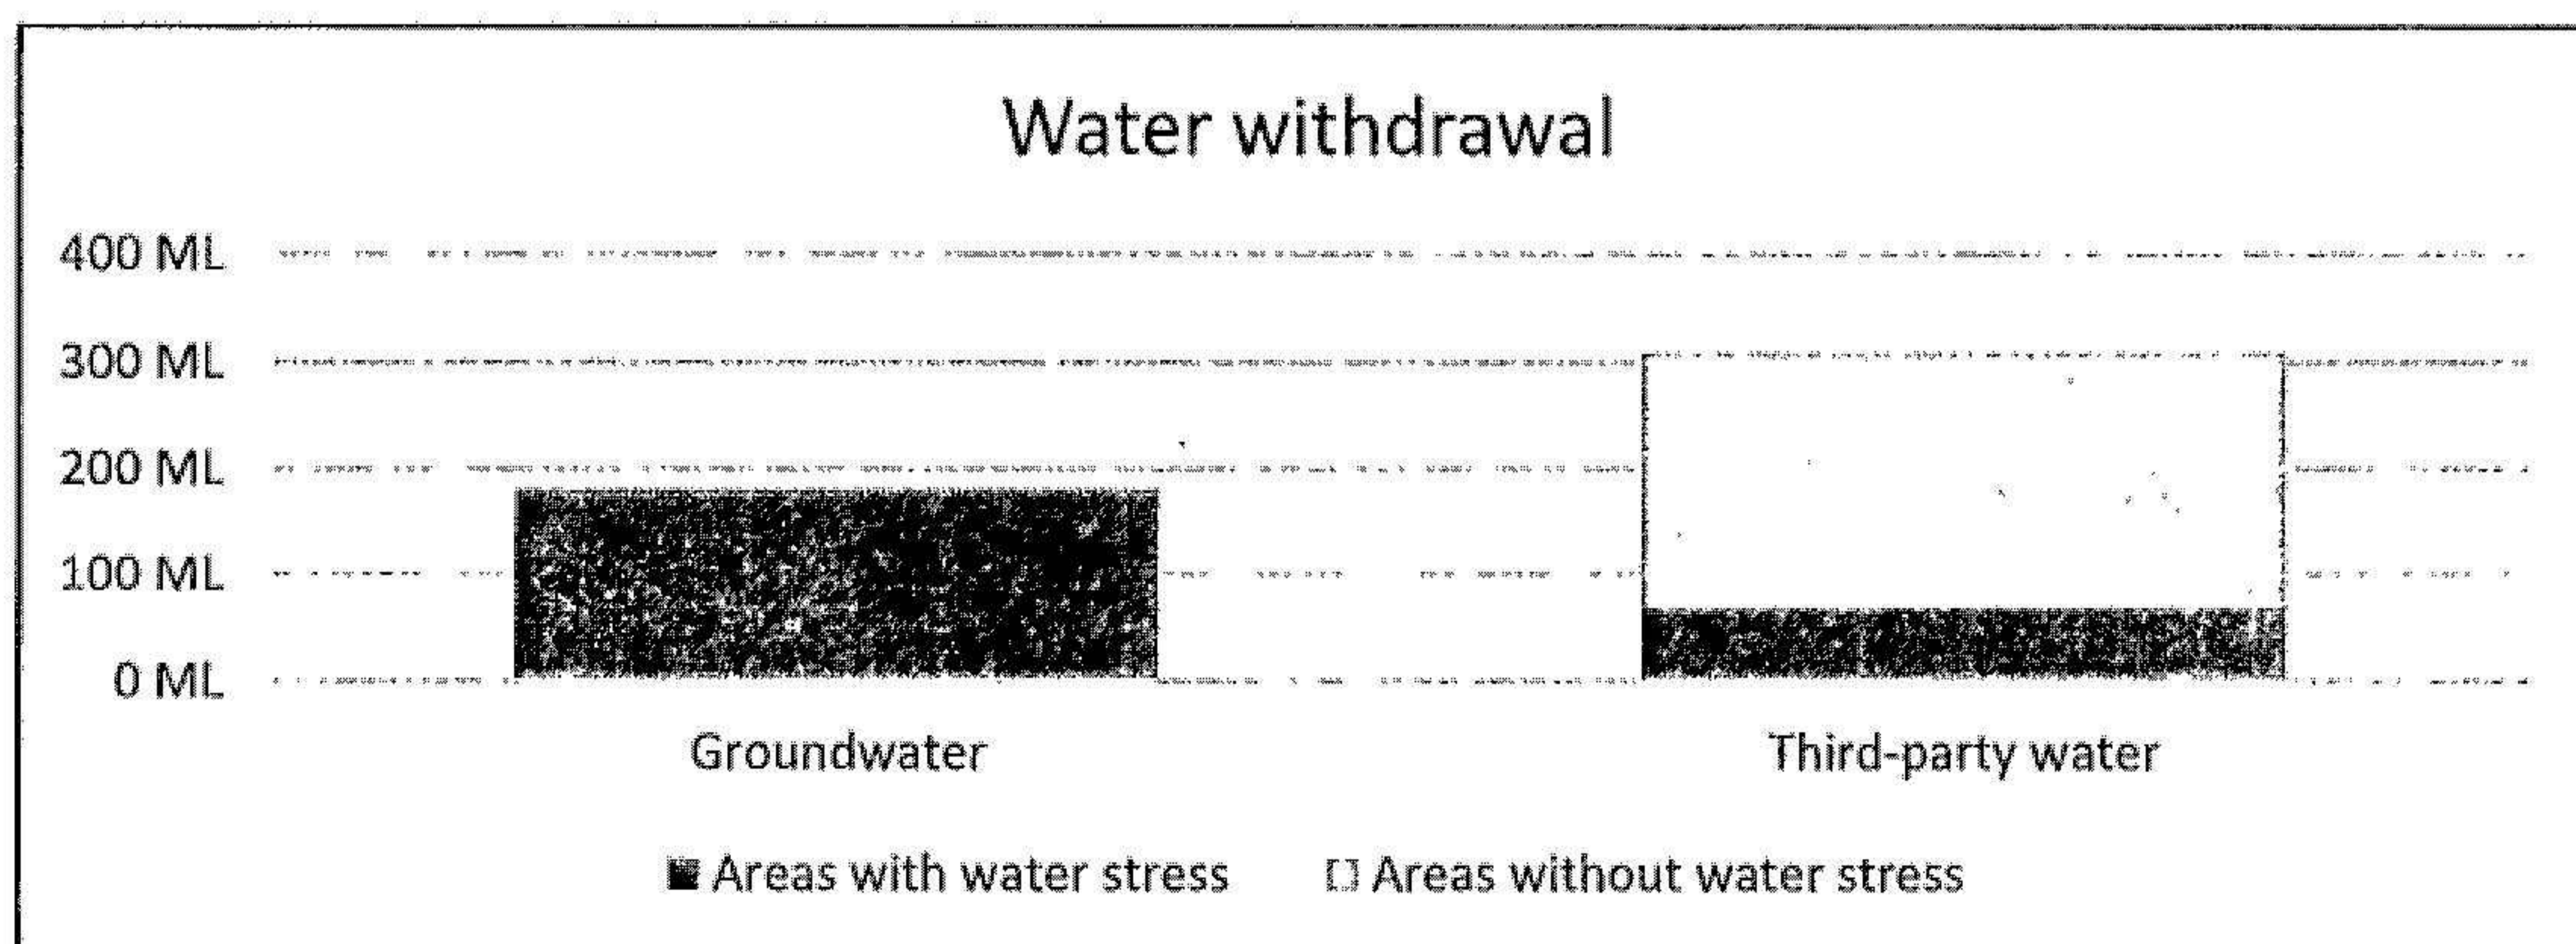 Water withdrawal
400 ML
300 ML
200 ML
100 ML
0 ML
Groundwater
Third-party water
Areas with water stress
Areas without water stress